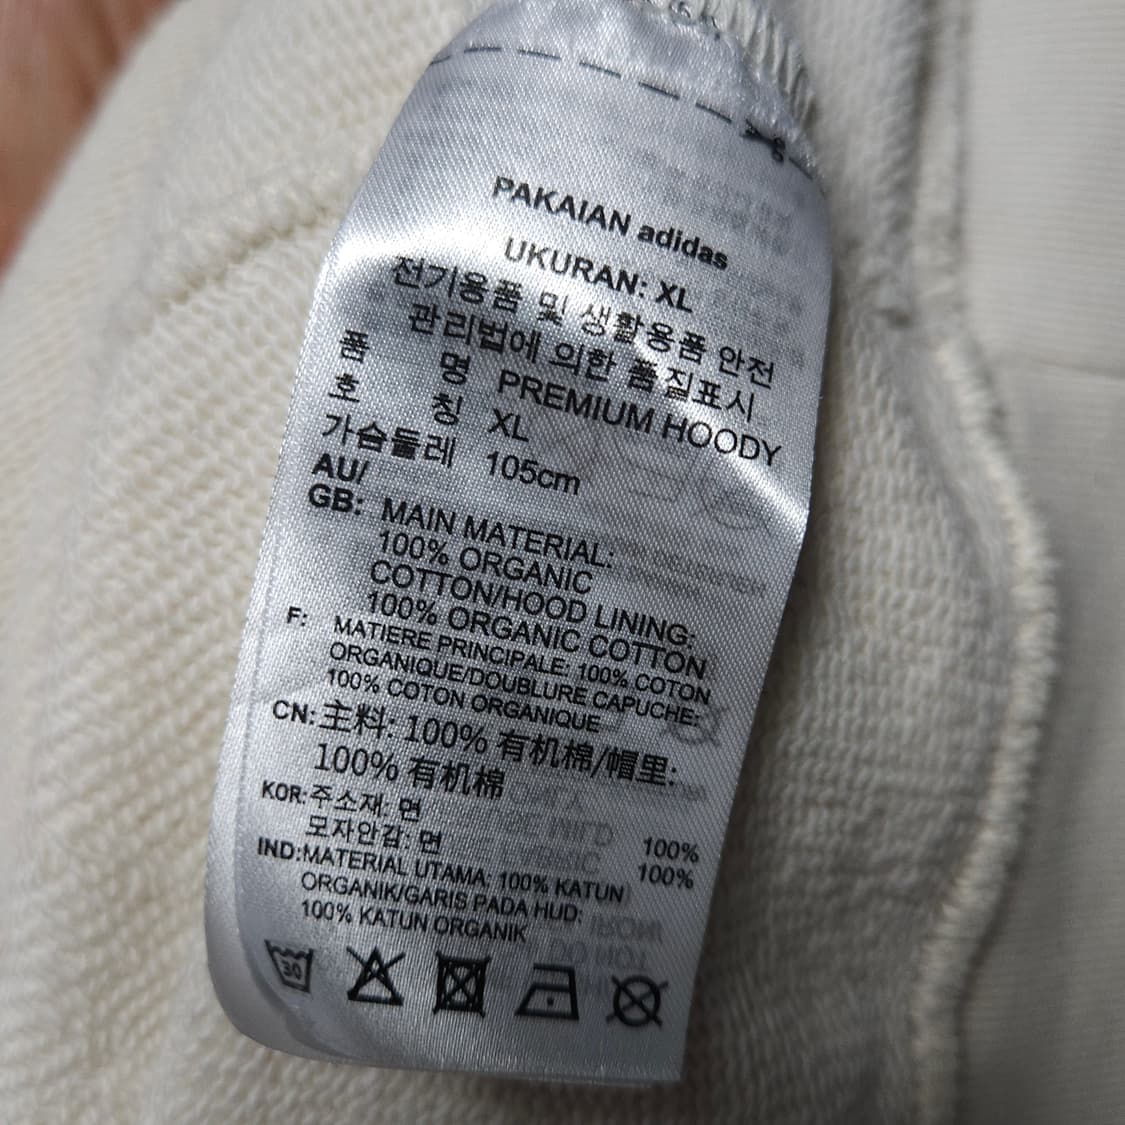 PAKAIAN adidas
UKURAN: XL
전기용품 및 생활용품 안전
관리법에 의한 품질표시
품 명 PREMIUM HOODY
호 칭 XL
가슴둘레 105cm
AU/
GB: MAIN MATERIAL:
100% ORGANIC
COTTON/HOOD LINING:
100% ORGANIC COTTON
F: MATIERE PRINCIPALE: 100% COTON
ORGANIQUE/DOUBLURE CAPUCHE:
100% COTON ORGANIQUE
CN: 主料: 100% 有机棉/帽里:
100% 有机棉
KOR: 주소재: 면 100%
모자안감: 면 100%
IND: MATERIAL UTAMA: 100% KATUN
ORGANIK/GARIS PADA HUD:
100% KATUN ORGANIK
30